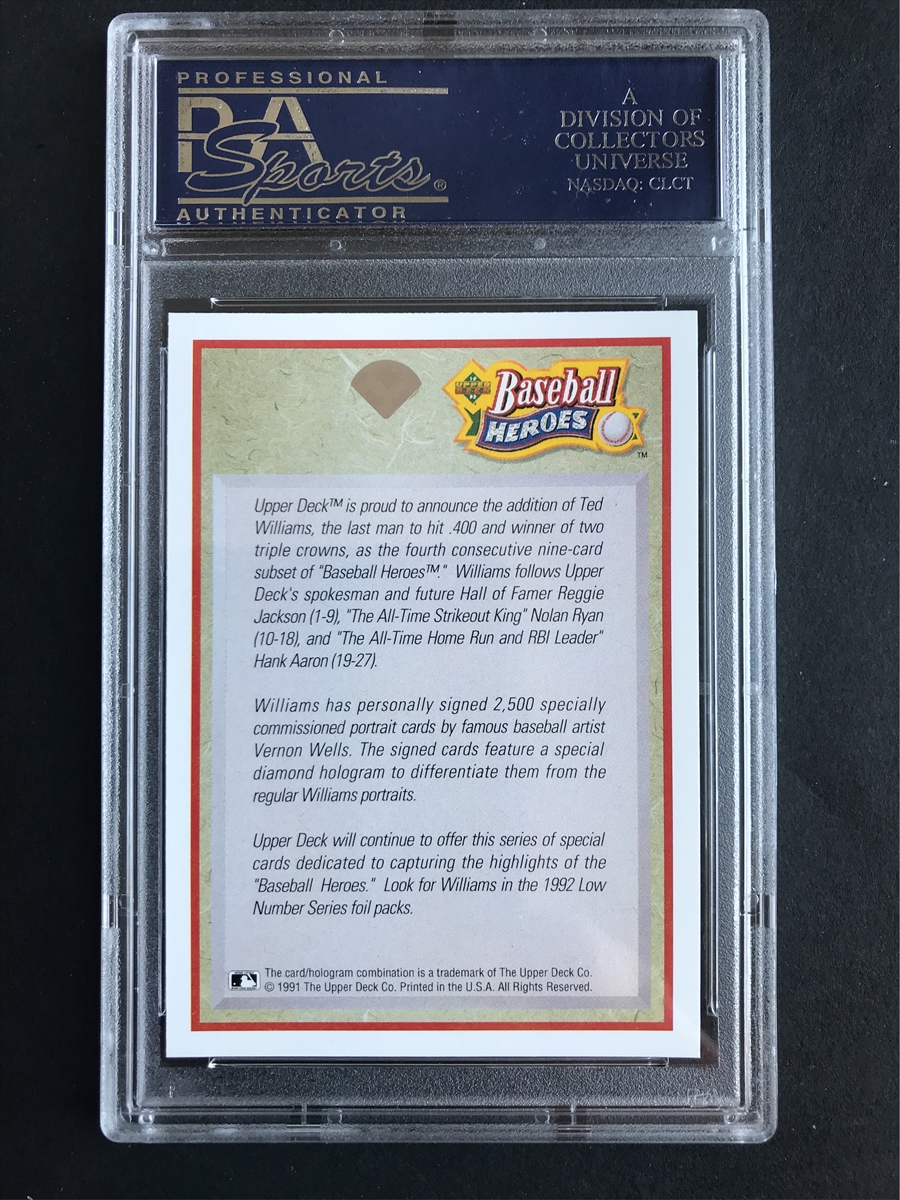 PROFESSIONAL
PSA
Sports®
AUTHENTICATOR
A
DIVISION OF
COLLECTORS
UNIVERSE
NASDAQ: CLCT
UPPER
DECK
Baseball
HEROES
TM
Upper Deck™ is proud to announce the addition of Ted
Williams, the last man to hit .400 and winner of two
triple crowns, as the fourth consecutive nine-card
subset of "Baseball Heroes™." Williams follows Upper
Deck's spokesman and future Hall of Famer Reggie
Jackson (1-9), "The All-Time Strikeout King" Nolan Ryan
(10-18), and "The All-Time Home Run and RBI Leader"
Hank Aaron (19-27).
Williams has personally signed 2,500 specially
commissioned portrait cards by famous baseball artist
Vernon Wells. The signed cards feature a special
diamond hologram to differentiate them from the
regular Williams portraits.
Upper Deck will continue to offer this series of special
cards dedicated to capturing the highlights of the
"Baseball Heroes." Look for Williams in the 1992 Low
Number Series foil packs.
The card/hologram combination is a trademark of The Upper Deck Co.
© 1991 The Upper Deck Co. Printed in the U.S.A. All Rights Reserved.